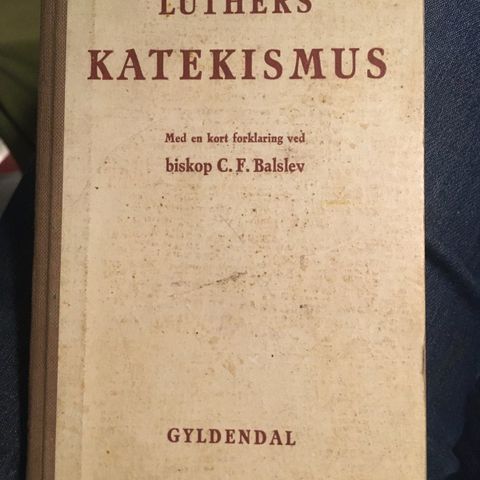 LUTHERS
KATEKISMUS
Med en kort forklaring ved
biskop C. F. Balslev
GYLDENDAL